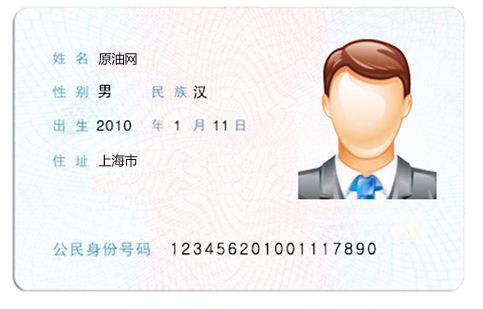 姓名 原油网
性别 男 民族 汉
出生 2010 年 1 月 11 日
住址 上海市
公民身份号码 123456201001117890